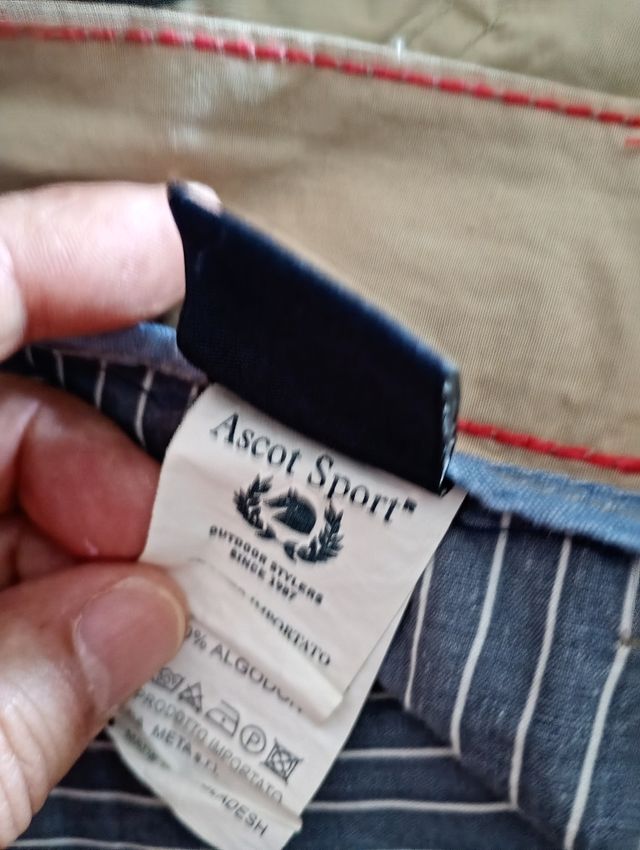 Ascot Sport
OUTDOOR STYLERS
SINCE 1987
IMPORTATO
% ALGODON
PRODOTTO IMPORTATO
META s.r.l.